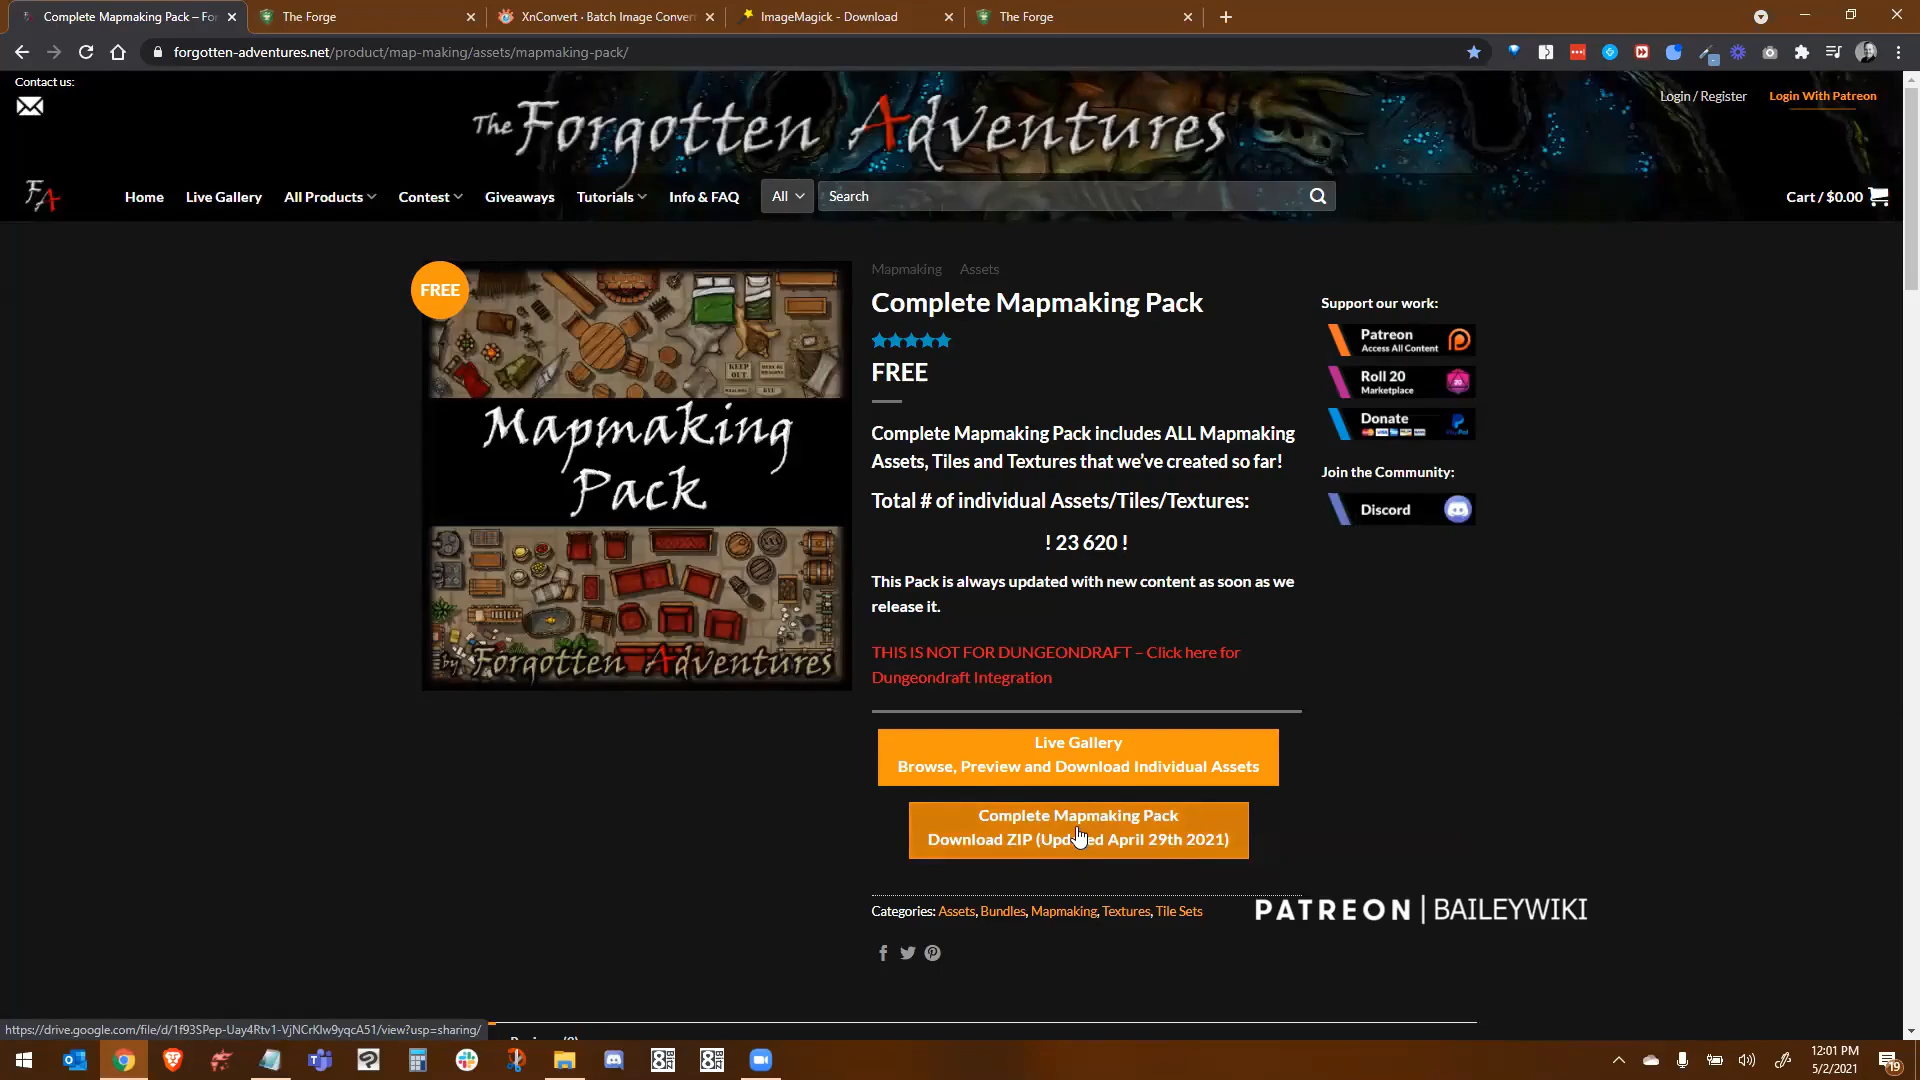 Complete Mapmaking Pack – For
The Forge
XnConvert · Batch Image Conver
ImageMagick - Download
The Forge
forgotten-adventures.net/product/map-making/assets/mapmaking-pack/
Contact us:
The Forgotten Adventures
Login / Register
Login With Patreon
FA
Home
Live Gallery
All Products
Contest
Giveaways
Tutorials
Info & FAQ
All
Search
Cart / $0.00
FREE
KEEP OUT
Mapmaking
Pack
by Forgotten Adventures
Mapmaking Assets
Complete Mapmaking Pack
FREE
Complete Mapmaking Pack includes ALL Mapmaking
Assets, Tiles and Textures that we've created so far!
Total # of individual Assets/Tiles/Textures:
! 23 620 !
This Pack is always updated with new content as soon as we
release it.
THIS IS NOT FOR DUNGEONDRAFT – Click here for
Dungeondraft Integration
Live Gallery
Browse, Preview and Download Individual Assets
Complete Mapmaking Pack
Download ZIP (Updated April 29th 2021)
Categories: Assets, Bundles, Mapmaking, Textures, Tile Sets
Support our work:
Patreon
Access All Content
Roll 20
Marketplace
Donate
PayPal
Join the Community:
Discord
PATREON | BAILEYWIKI
https://drive.google.com/file/d/1f93SPep-Uay4Rtv1-VjNCrKlw9yqcA51/view?usp=sharing/
12:01 PM
5/2/2021
19